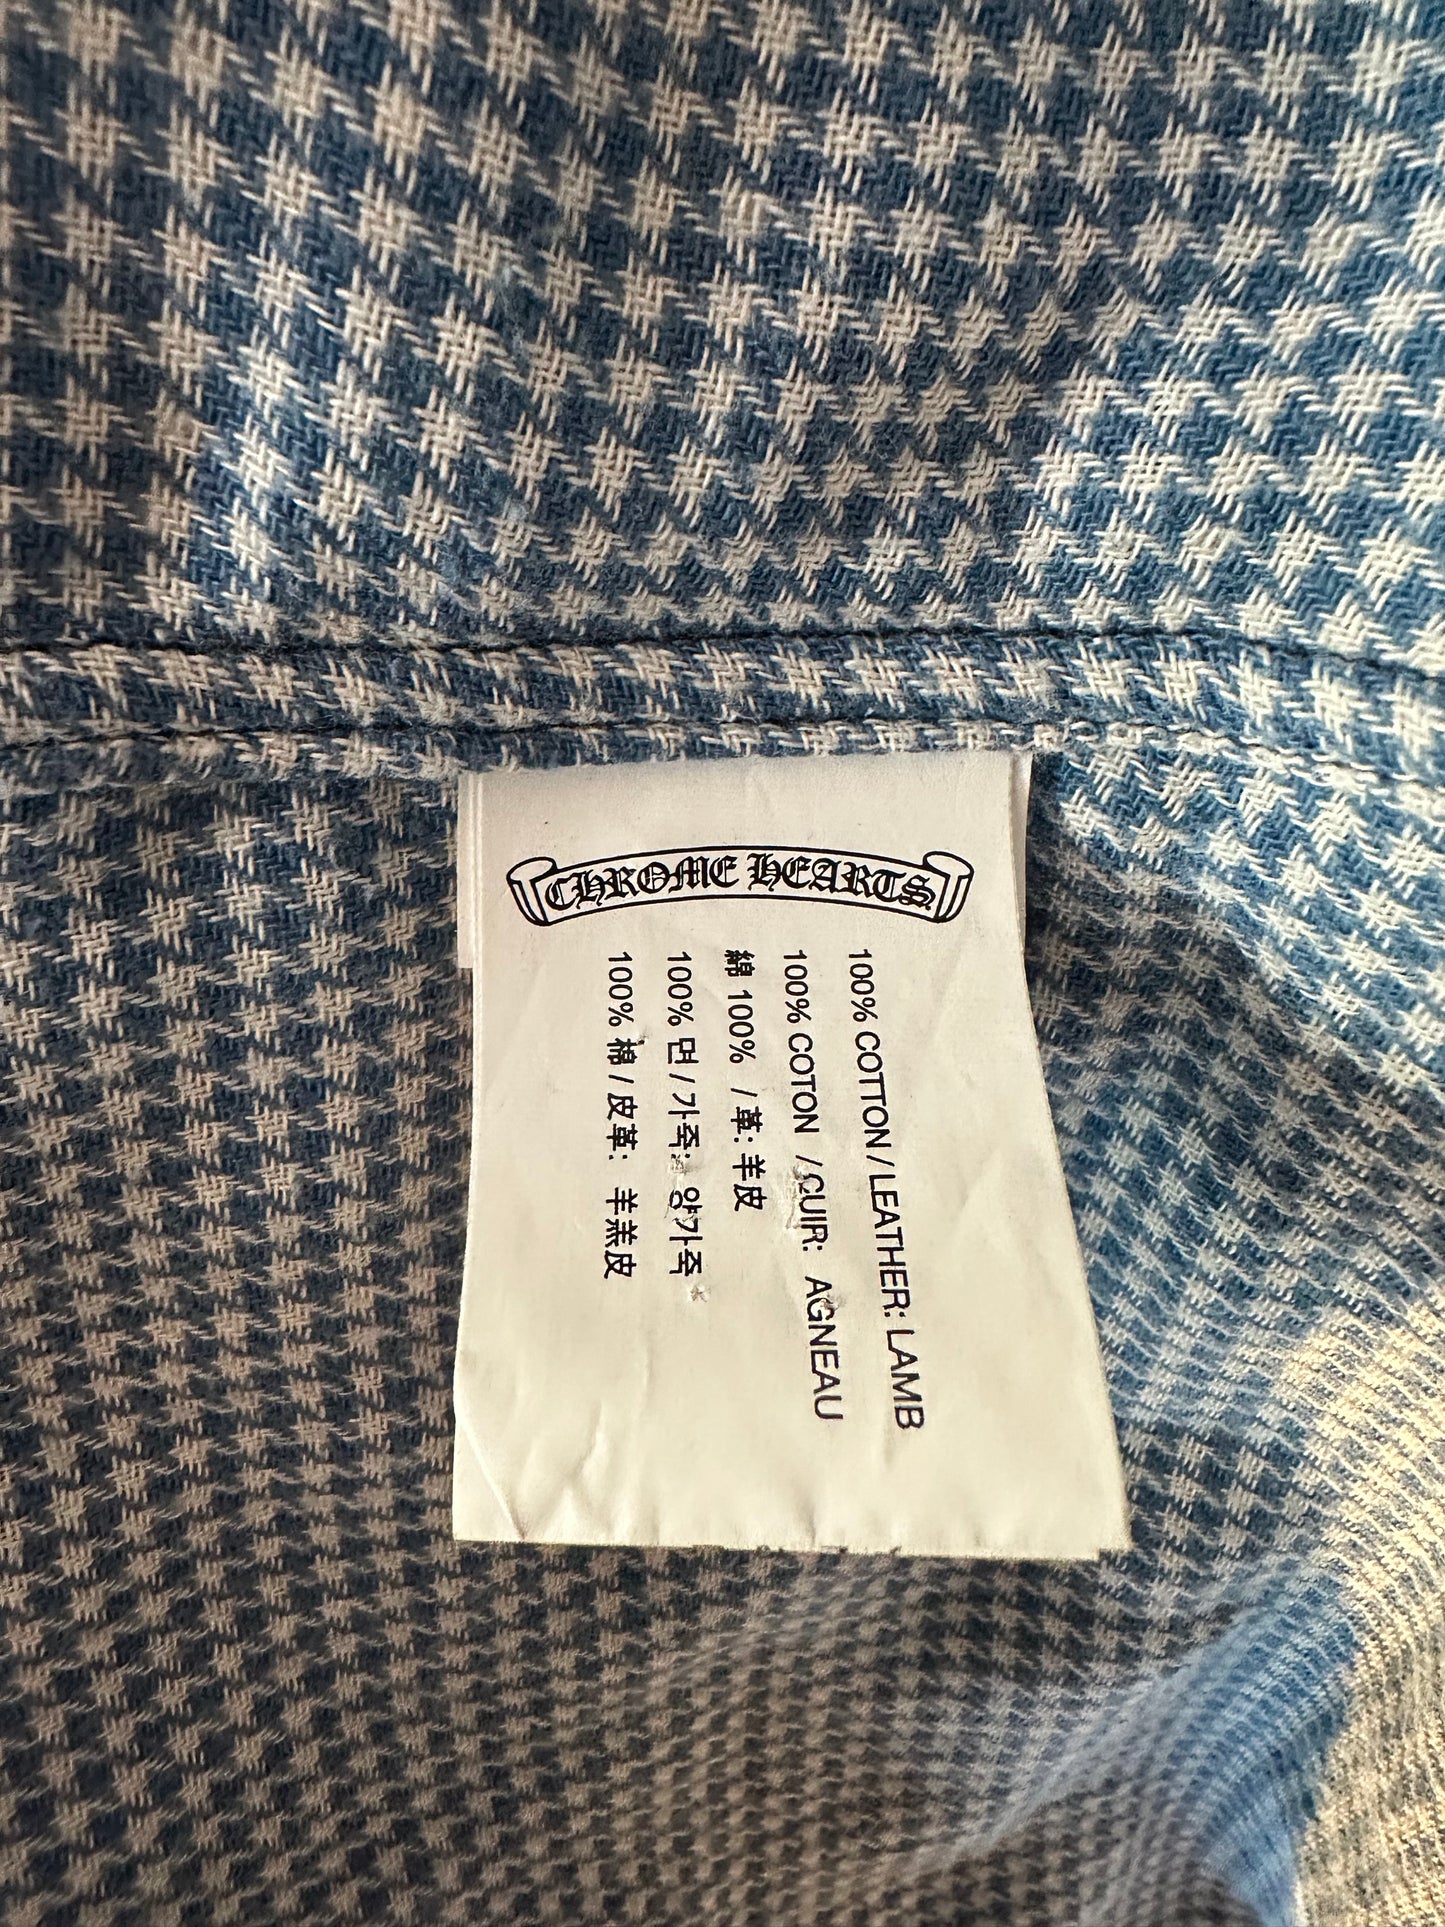 CHROME HEARTS
100% COTTON / LEATHER: LAMB
100% COTON / CUIR: AGNEAU
綿 100% / 革: 羊皮
100% 면 / 가죽: 양가죽
100% 棉 / 皮革: 羊羔皮